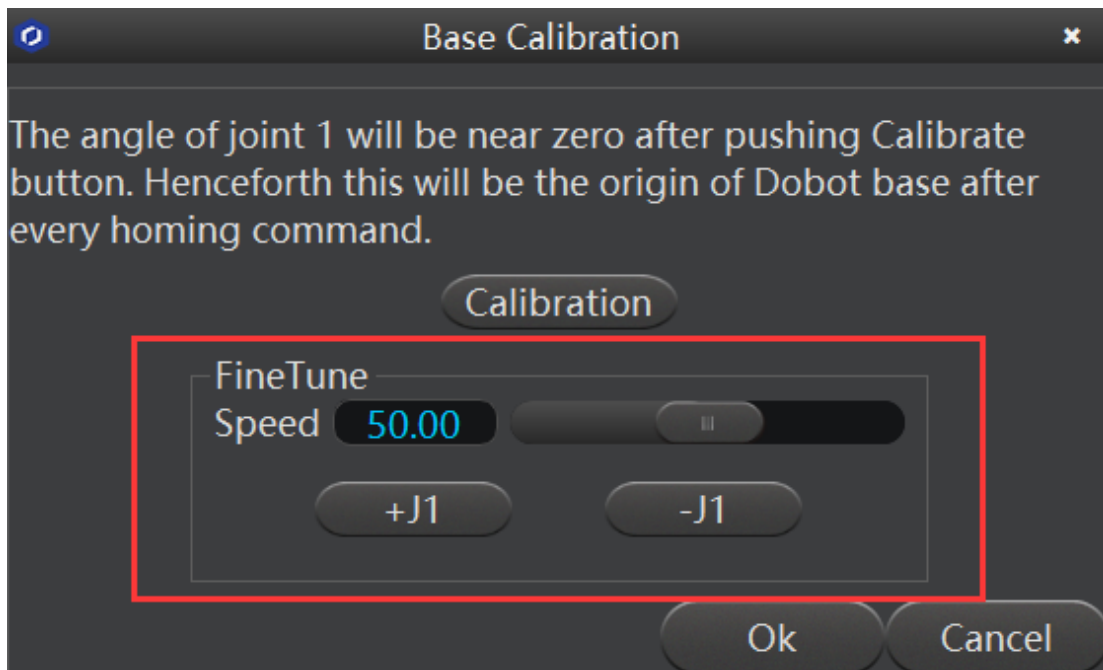 Base Calibration
The angle of joint 1 will be near zero after pushing Calibrate
button. Henceforth this will be the origin of Dobot base after
every homing command.
Calibration
FineTune
Speed 50.00
+J1 -J1
Ok Cancel